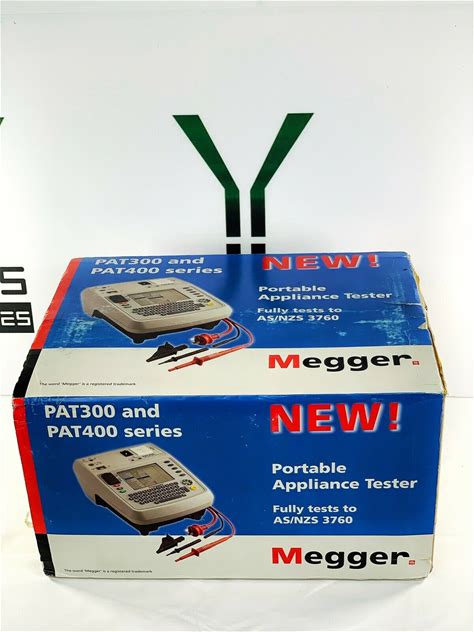 Y
S
ES
PAT300 and
PAT400 series
NEW!
Portable
Appliance Tester
Fully tests to
AS/NZS 3760
Megger
The word 'Megger' is a registered trademark
PAT300 and
PAT400 series
NEW!
Portable
Appliance Tester
Fully tests to
AS/NZS 3760
Megger
The word 'Megger' is a registered trademark